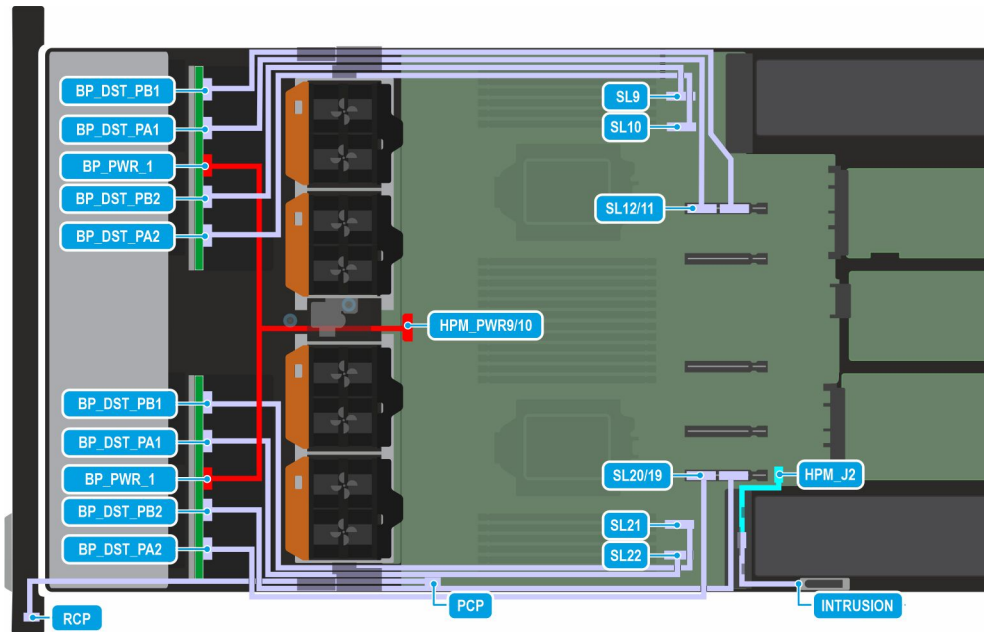 BP_DST_PB1
BP_DST_PA1
BP_PWR_1
BP_DST_PB2
BP_DST_PA2
SL9
SL10
SL12/11
HPM_PWR9/10
BP_DST_PB1
BP_DST_PA1
BP_PWR_1
BP_DST_PB2
BP_DST_PA2
SL20/19
HPM_J2
SL21
SL22
RCP
PCP
INTRUSION